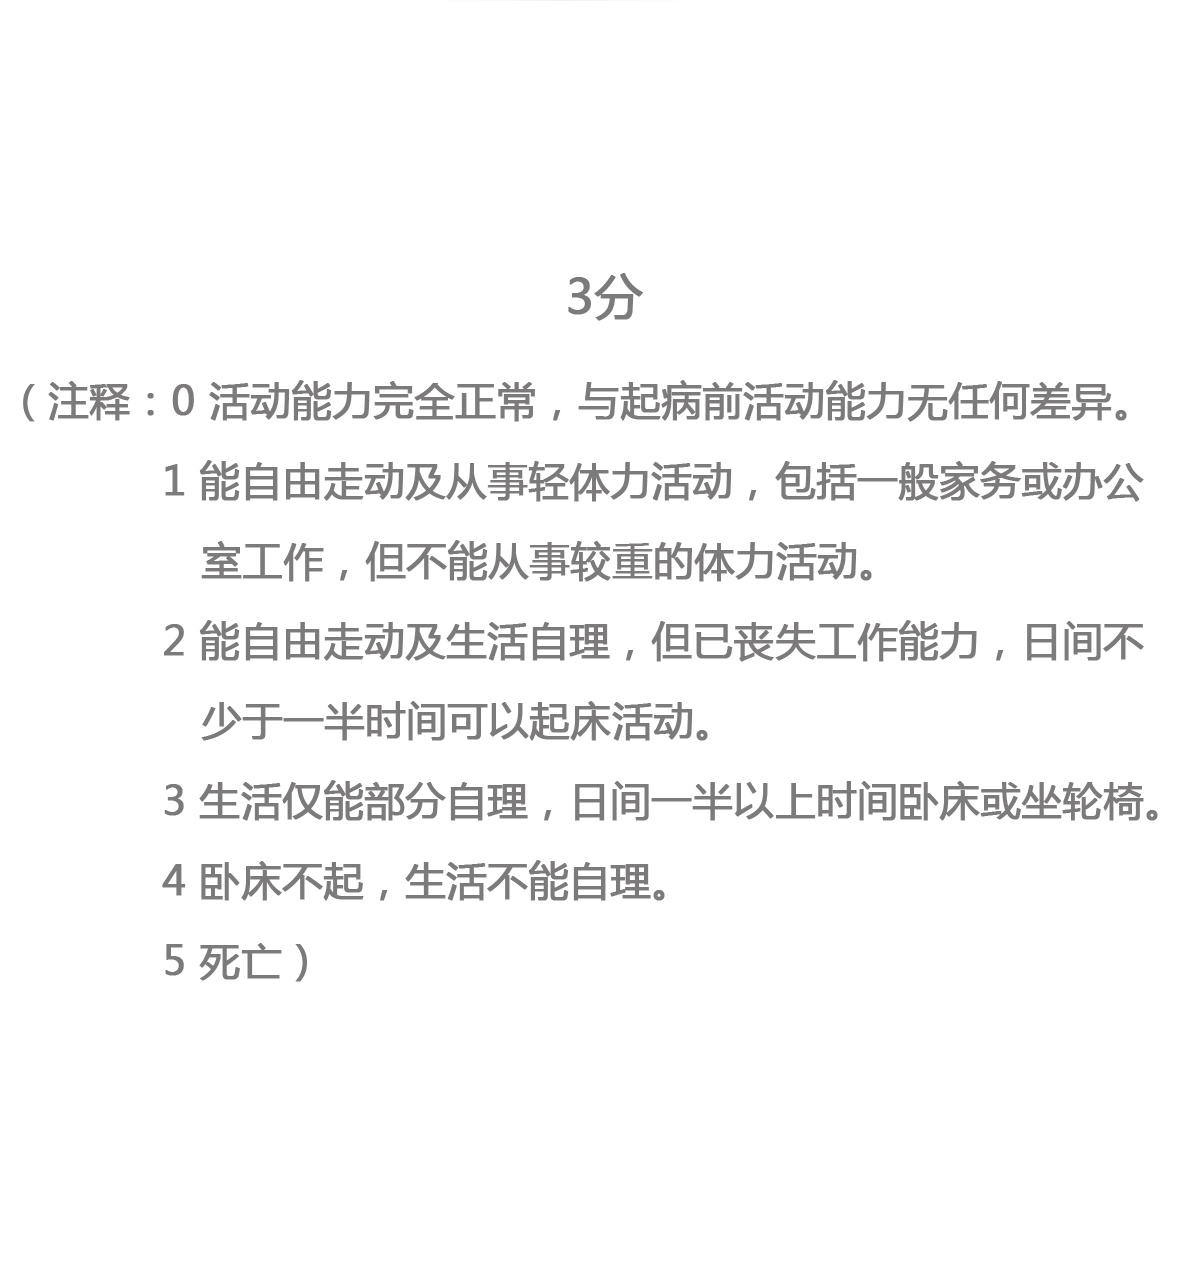 3分
（注释：0 活动能力完全正常，与起病前活动能力无任何差异。
1 能自由走动及从事轻体力活动，包括一般家务或办公
室工作，但不能从事较重的体力活动。
2 能自由走动及生活自理，但已丧失工作能力，日间不
少于一半时间可以起床活动。
3 生活仅能部分自理，日间一半以上时间卧床或坐轮椅。
4 卧床不起，生活不能自理。
5 死亡）